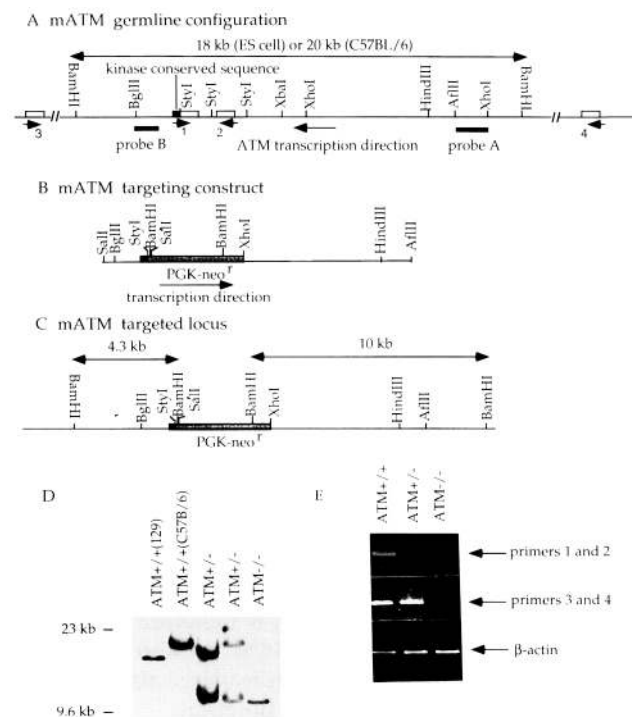 A mATM germline configuration
18 kb (ES cell) or 20 kb (C57BL/6)
kinase conserved sequence
BamHI
BglII
StyI
StyI
StyI
XbaI
XhoI
HindIII
AflII
XhoI
BamHI
3
1
2
4
probe B
ATM transcription direction
probe A
B mATM targeting construct
SalI
BglII
StyI
BamHI
SalI
BamHI
XhoI
HindIII
AflII
PGK-neo r
transcription direction
C mATM targeted locus
4.3 kb
10 kb
BamHI
BglII
StyI
BamHI
SalI
BamHI
XhoI
HindIII
AflII
BamHI
PGK-neo r
D
ATM+/+(129)
ATM+/+(C57B/6)
ATM+/-
ATM+/-
ATM-/-
23 kb –
9.6 kb –
E
ATM+/+
ATM+/-
ATM-/-
primers 1 and 2
primers 3 and 4
β-actin